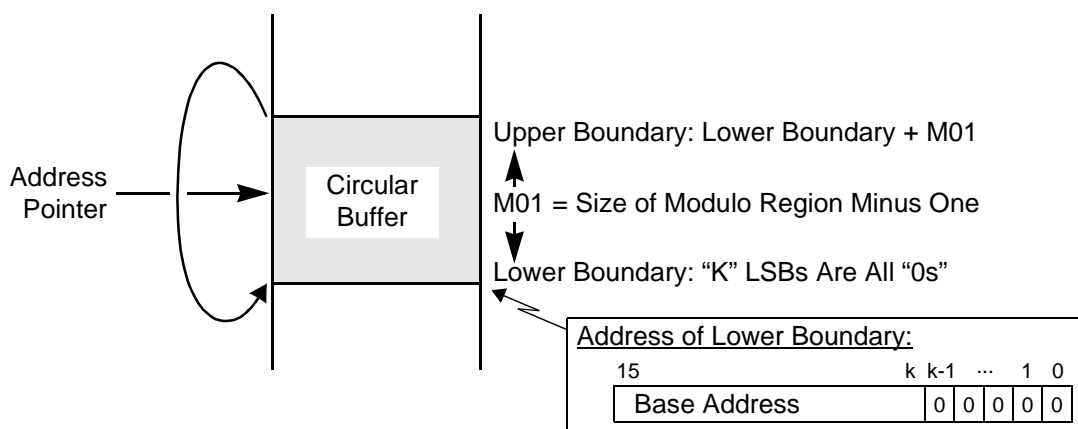 Upper Boundary: Lower Boundary + M01
Address
Pointer
Circular
Buffer
M01 = Size of Modulo Region Minus One
Lower Boundary: “K” LSBs Are All “0s”
Address of Lower Boundary:
15 k k-1 ... 1 0
Base Address 0 0 0 0 0